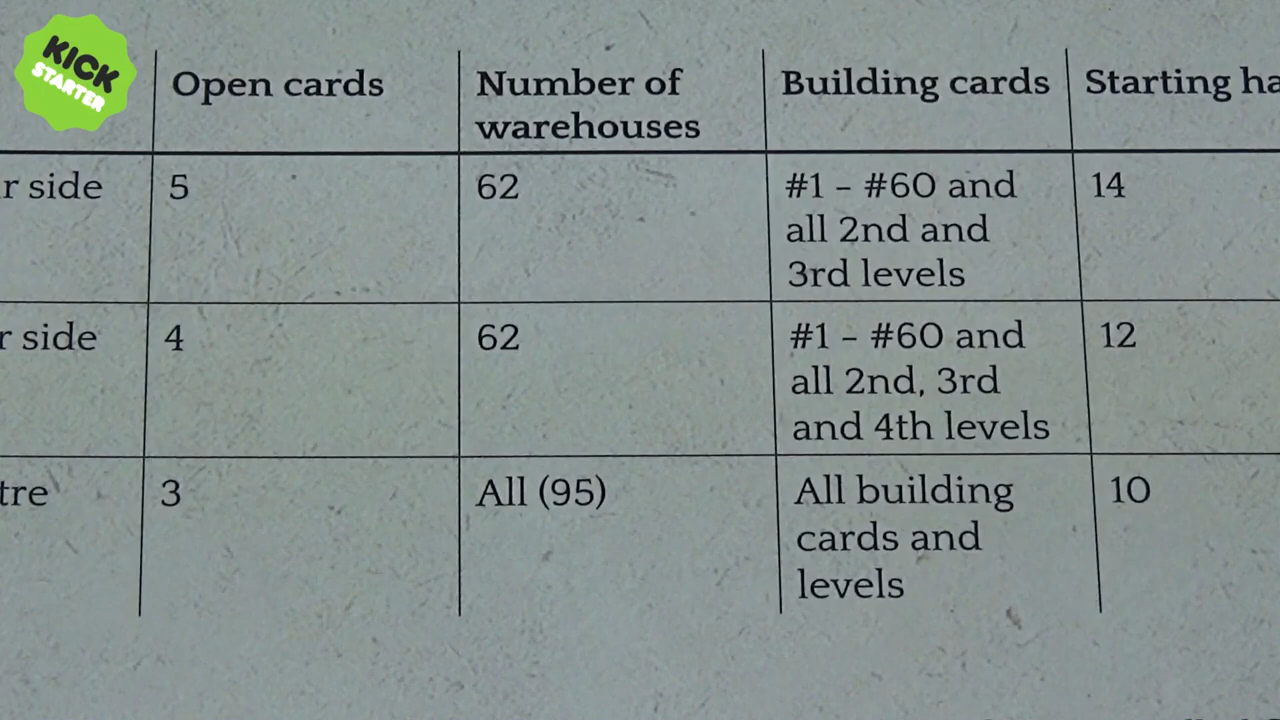 KICK
STARTER
Open cards
Number of
warehouses
Building cards
Starting ha
r side
5
62
#1 – #60 and
all 2nd and
3rd levels
14
r side
4
62
#1 – #60 and
all 2nd, 3rd
and 4th levels
12
tre
3
All (95)
All building
cards and
levels
10